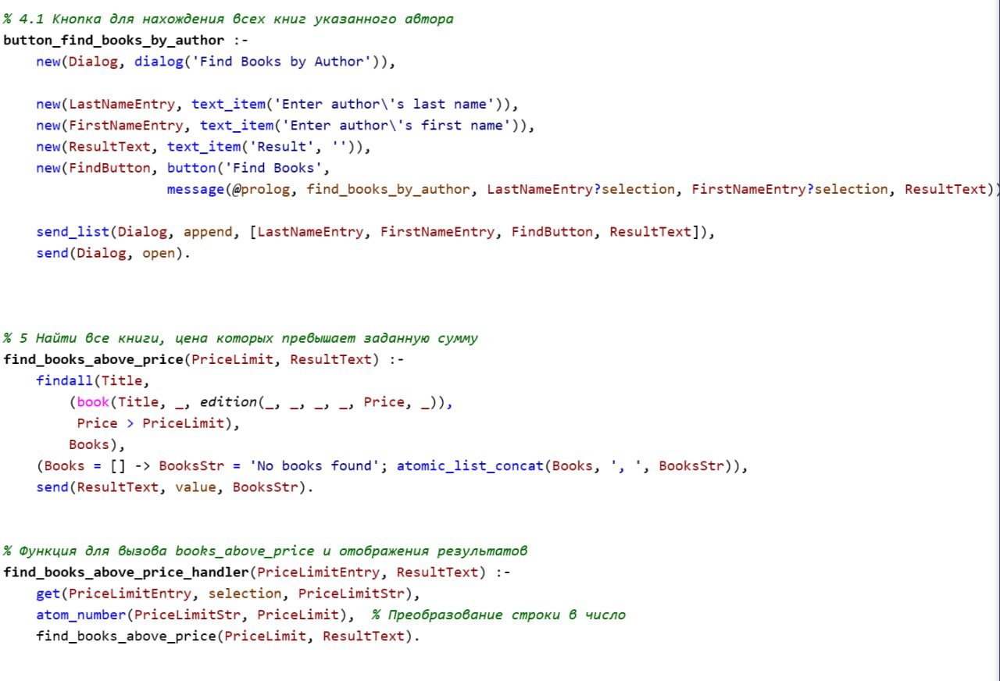 % 4.1 Кнопка для нахождения всех книг указанного автора
button_find_books_by_author :-
    new(Dialog, dialog('Find Books by Author')),
    new(LastNameEntry, text_item('Enter author\'s last name')),
    new(FirstNameEntry, text_item('Enter author\'s first name')),
    new(ResultText, text_item('Result', '')),
    new(FindButton, button('Find Books',
                    message(@prolog, find_books_by_author, LastNameEntry?selection, FirstNameEntry?selection, ResultText))
    send_list(Dialog, append, [LastNameEntry, FirstNameEntry, FindButton, ResultText]),
    send(Dialog, open).
% 5 Найти все книги, цена которых превышает заданную сумму
find_books_above_price(PriceLimit, ResultText) :-
    findall(Title,
        (book(Title, _, edition(_, _, _, _, Price, _)),
         Price > PriceLimit),
        Books),
    (Books = [] -> BooksStr = 'No books found'; atomic_list_concat(Books, ', ', BooksStr)),
    send(ResultText, value, BooksStr).
% Функция для вызова books_above_price и отображения результатов
find_books_above_price_handler(PriceLimitEntry, ResultText) :-
    get(PriceLimitEntry, selection, PriceLimitStr),
    atom_number(PriceLimitStr, PriceLimit),  % Преобразование строки в число
    find_books_above_price(PriceLimit, ResultText).